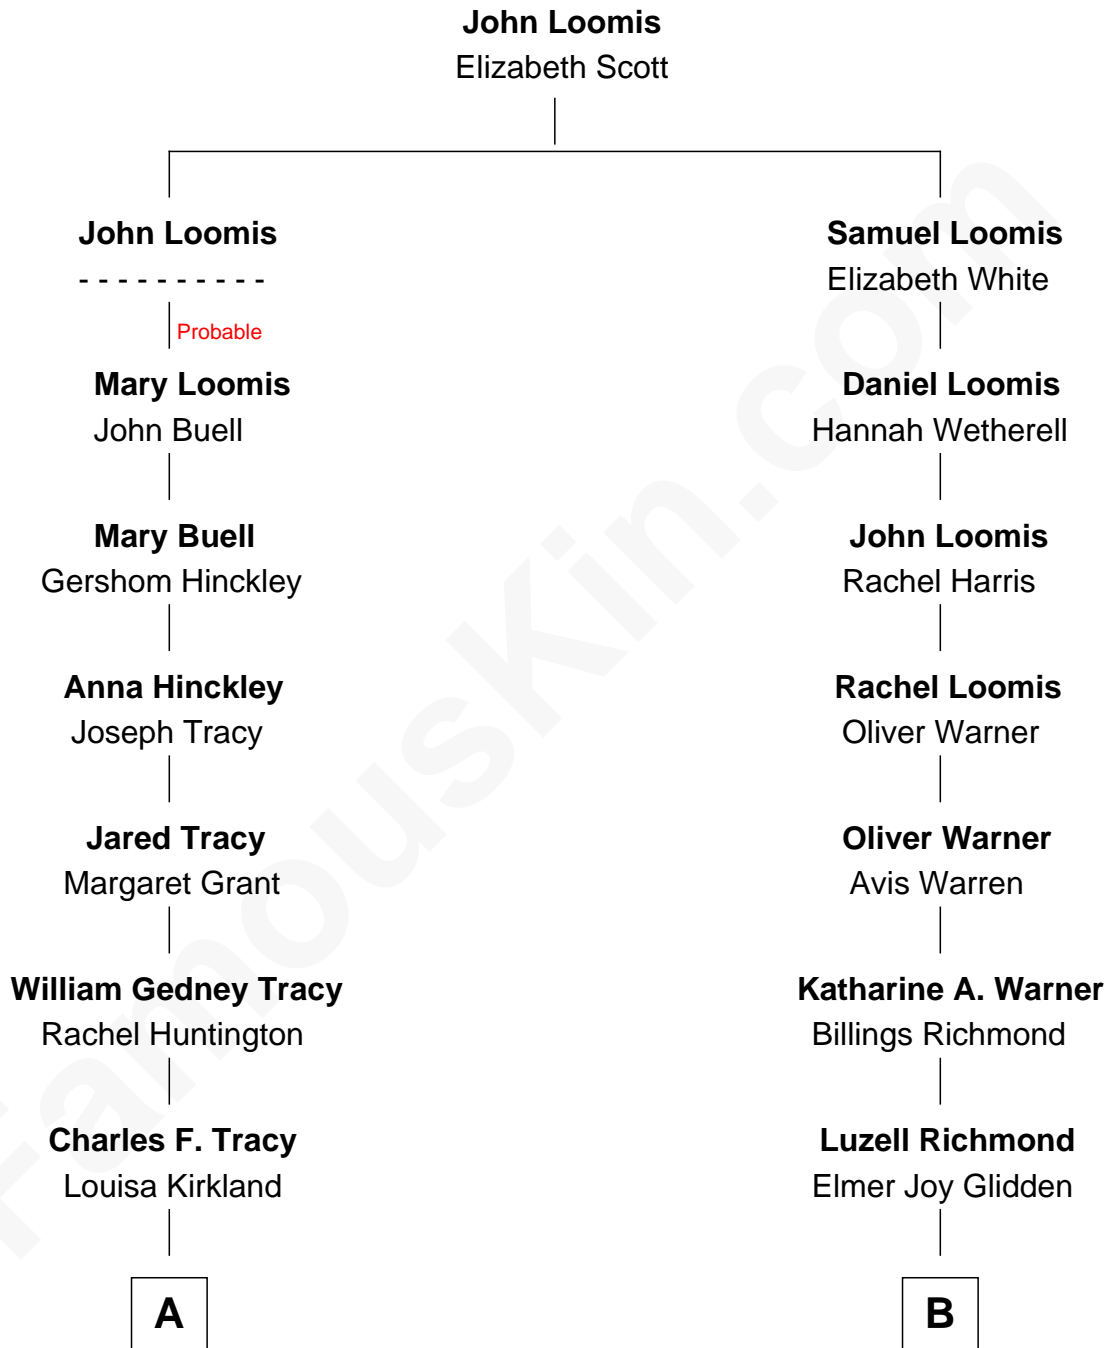 John Loomis
Elizabeth Scott
John Loomis
- - - - - - - - - -
Probable
Mary Loomis
John Buell
Mary Buell
Gershom Hinckley
Anna Hinckley
Joseph Tracy
Jared Tracy
Margaret Grant
William Gedney Tracy
Rachel Huntington
Charles F. Tracy
Louisa Kirkland
A
Samuel Loomis
Elizabeth White
Daniel Loomis
Hannah Wetherell
John Loomis
Rachel Harris
Rachel Loomis
Oliver Warner
Oliver Warner
Avis Warren
Katharine A. Warner
Billings Richmond
Luzell Richmond
Elmer Joy Glidden
B
FamousKin.com